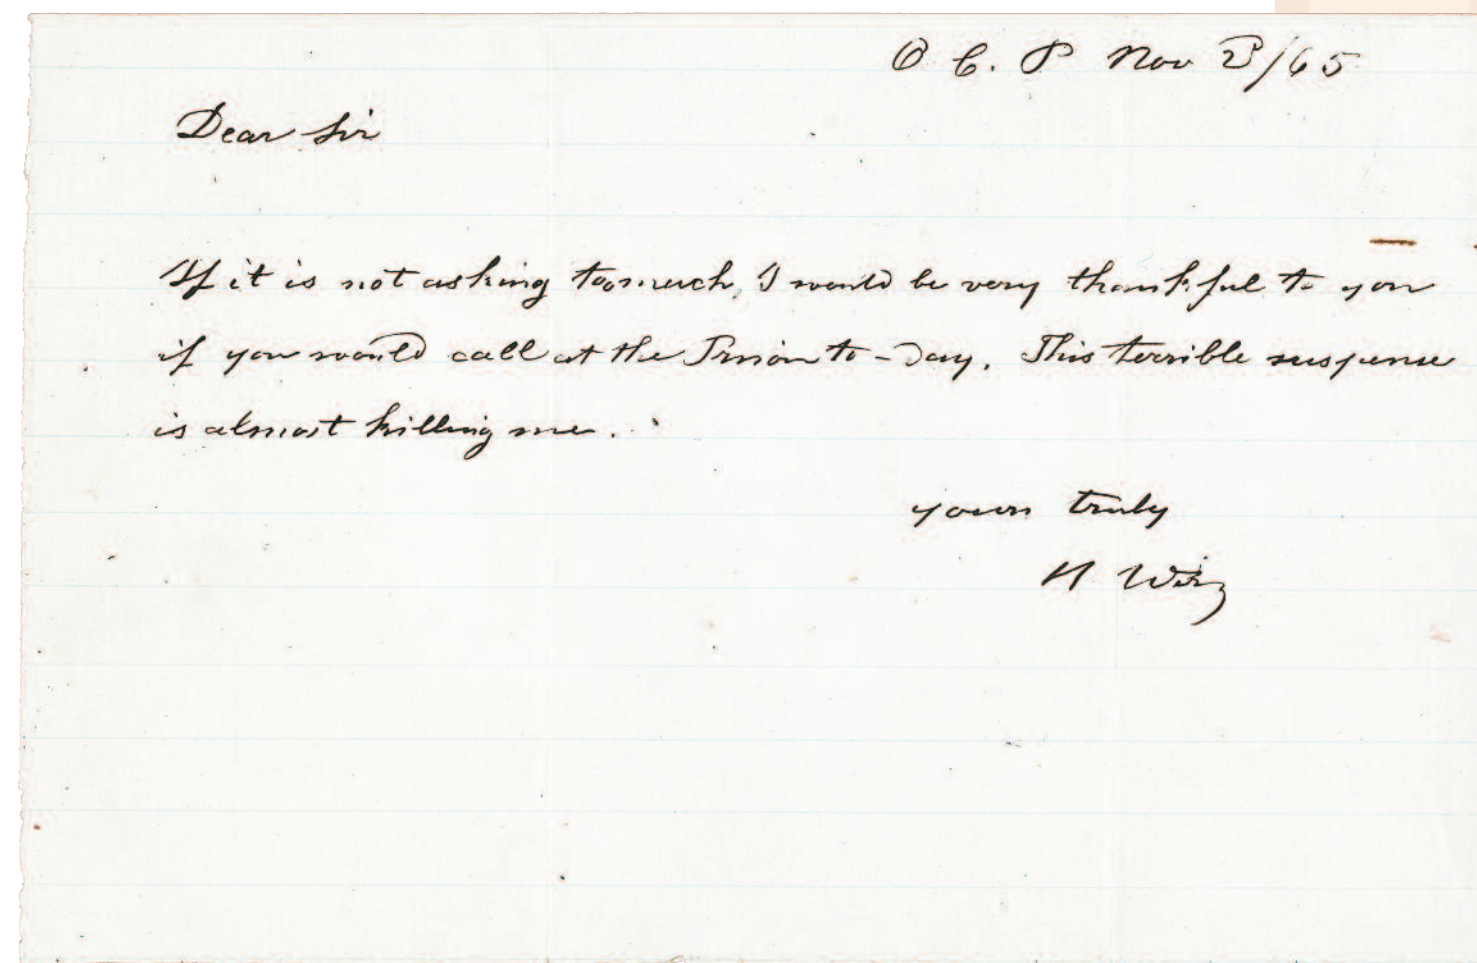 O C. P Nov 2/65
Dear Sir
If it is not asking too much, I would be very thankful to you
if you would call at the Prison to-day. This terrible suspense
is almost killing me.
yours truly
H Wirz